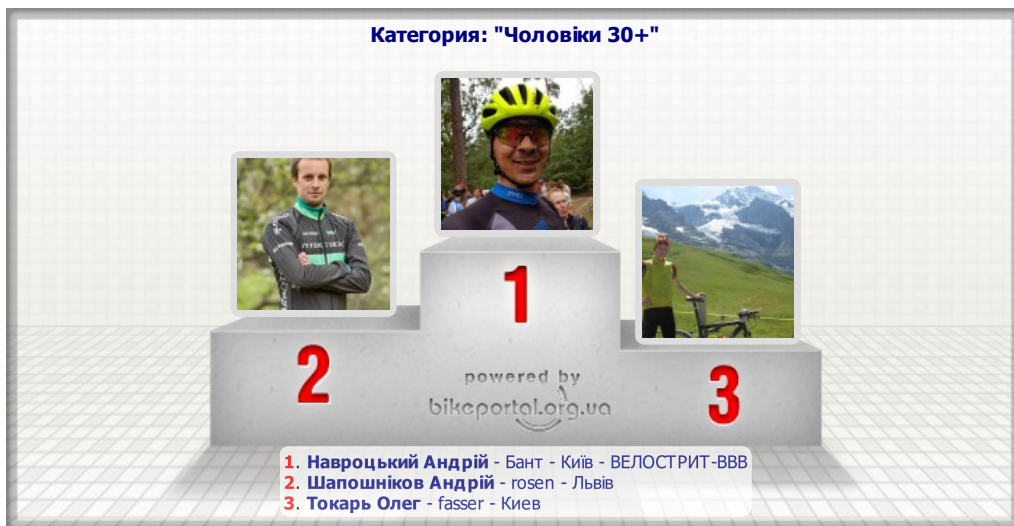 Категория: "Чоловіки 30+"
1
2
3
powered by
bikeportal.org.ua
1. Навроцький Андрій - Бант - Київ - ВЕЛОСТРИТ-ВВВ
2. Шапошніков Андрій - rosen - Львів
3. Токарь Олег - fasser - Киев